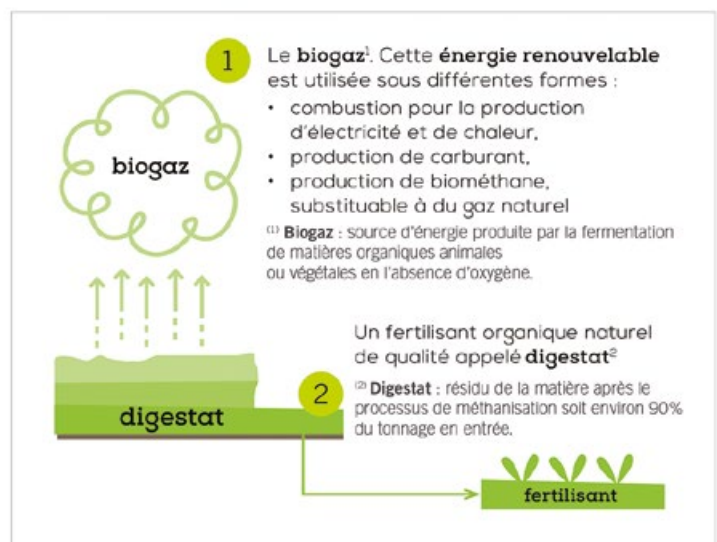 1
Le biogaz¹. Cette énergie renouvelable
est utilisée sous différentes formes :
• combustion pour la production
d'électricité et de chaleur,
• production de carburant,
• production de biométhane,
substituable à du gaz naturel
⁽¹⁾ Biogaz : source d'énergie produite par la fermentation
de matières organiques animales
ou végétales en l'absence d'oxygène.
biogaz
Un fertilisant organique naturel
de qualité appelé digestat²
2
⁽²⁾ Digestat : résidu de la matière après le
processus de méthanisation soit environ 90%
du tonnage en entrée.
digestat
fertilisant